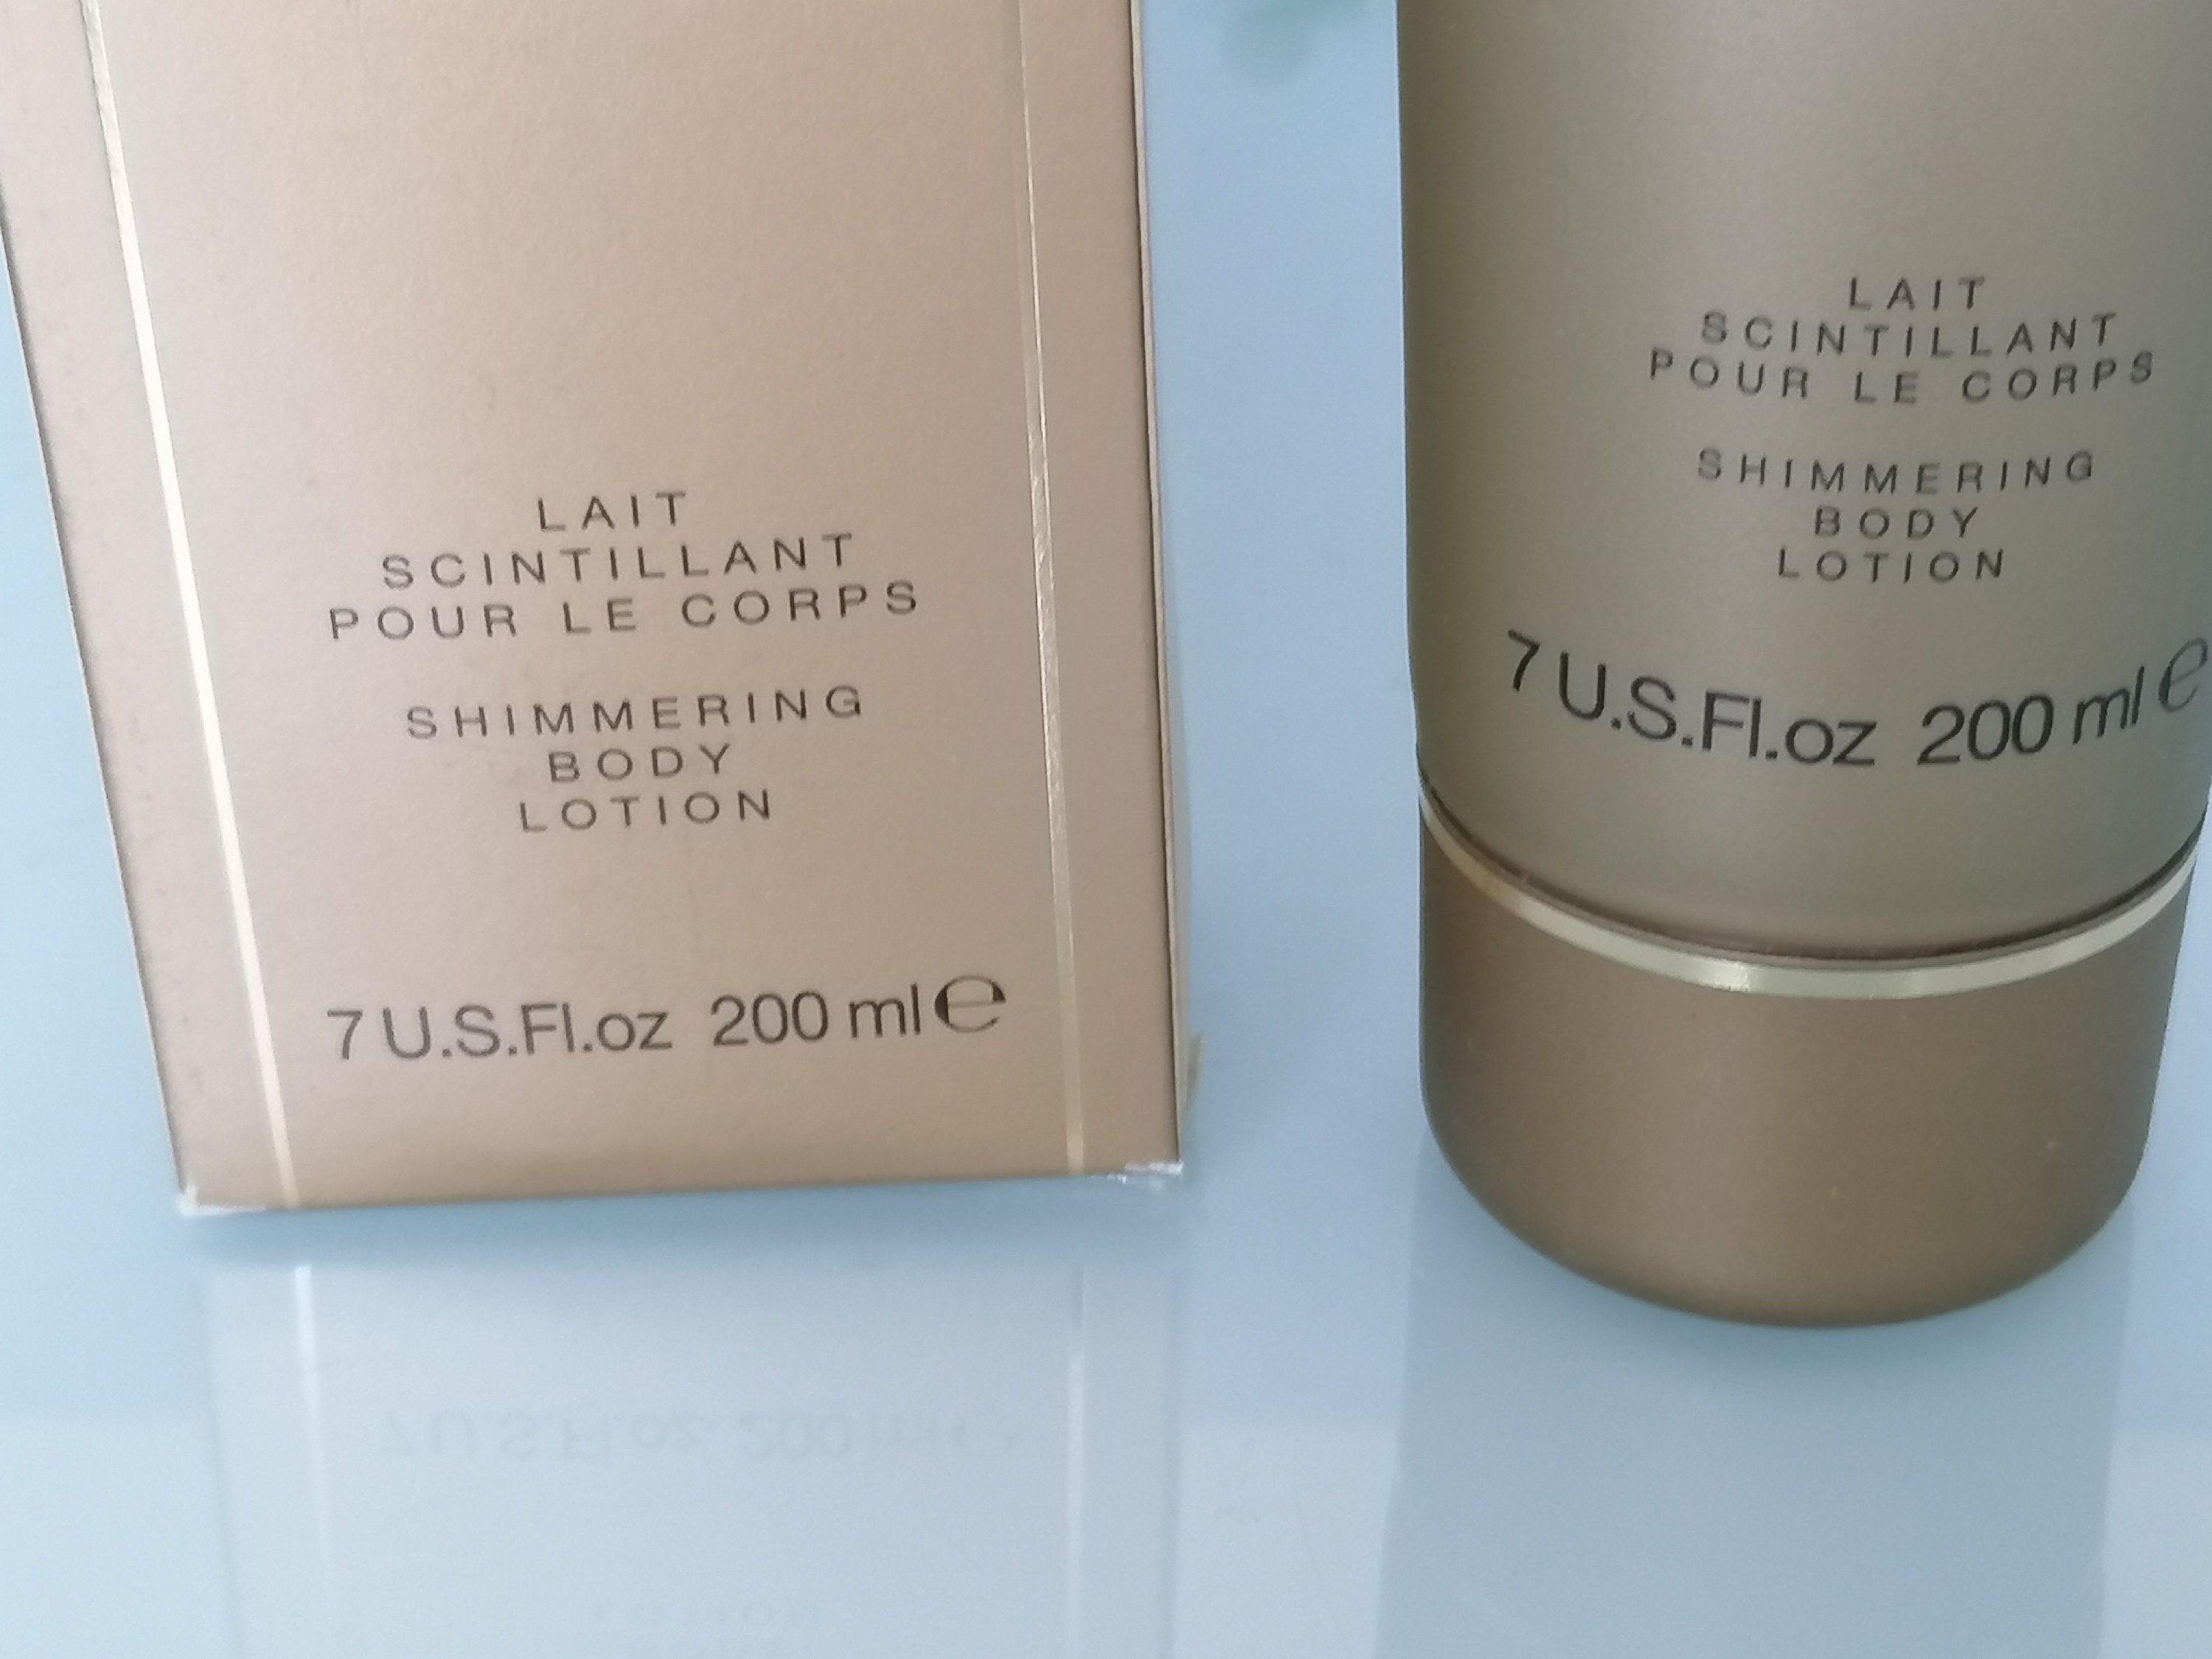 LAIT
SCINTILLANT
POUR LE CORPS
SHIMMERING
BODY
LOTION
7 U.S.Fl.oz 200 ml e
LAIT
SCINTILLANT
POUR LE CORPS
SHIMMERING
BODY
LOTION
7 U.S.Fl.oz 200 ml e